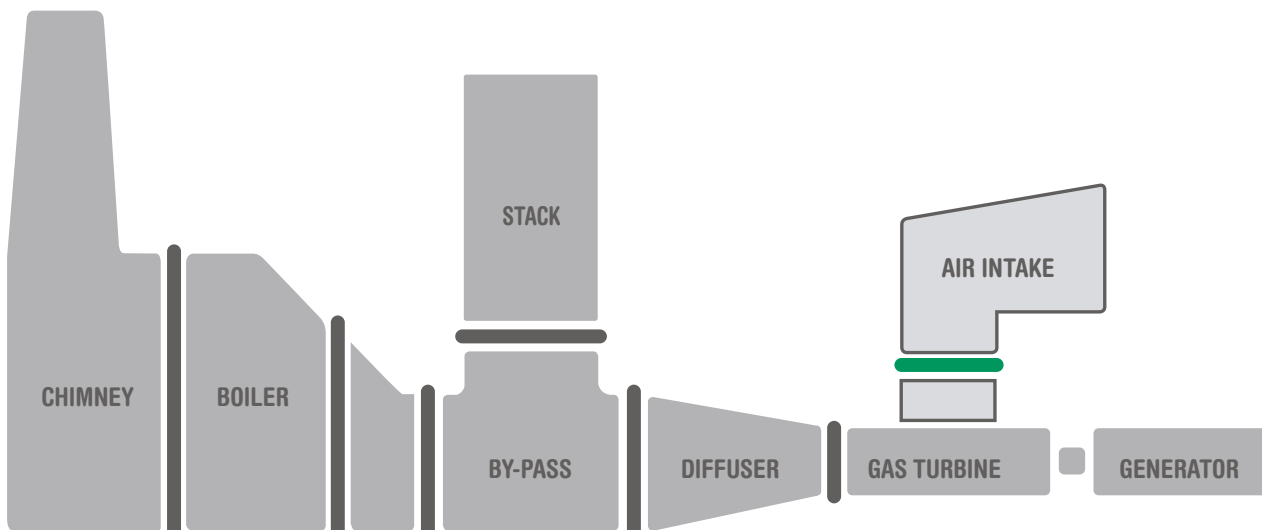 STACK
AIR INTAKE
CHIMNEY
BOILER
BY-PASS
DIFFUSER
GAS TURBINE
GENERATOR